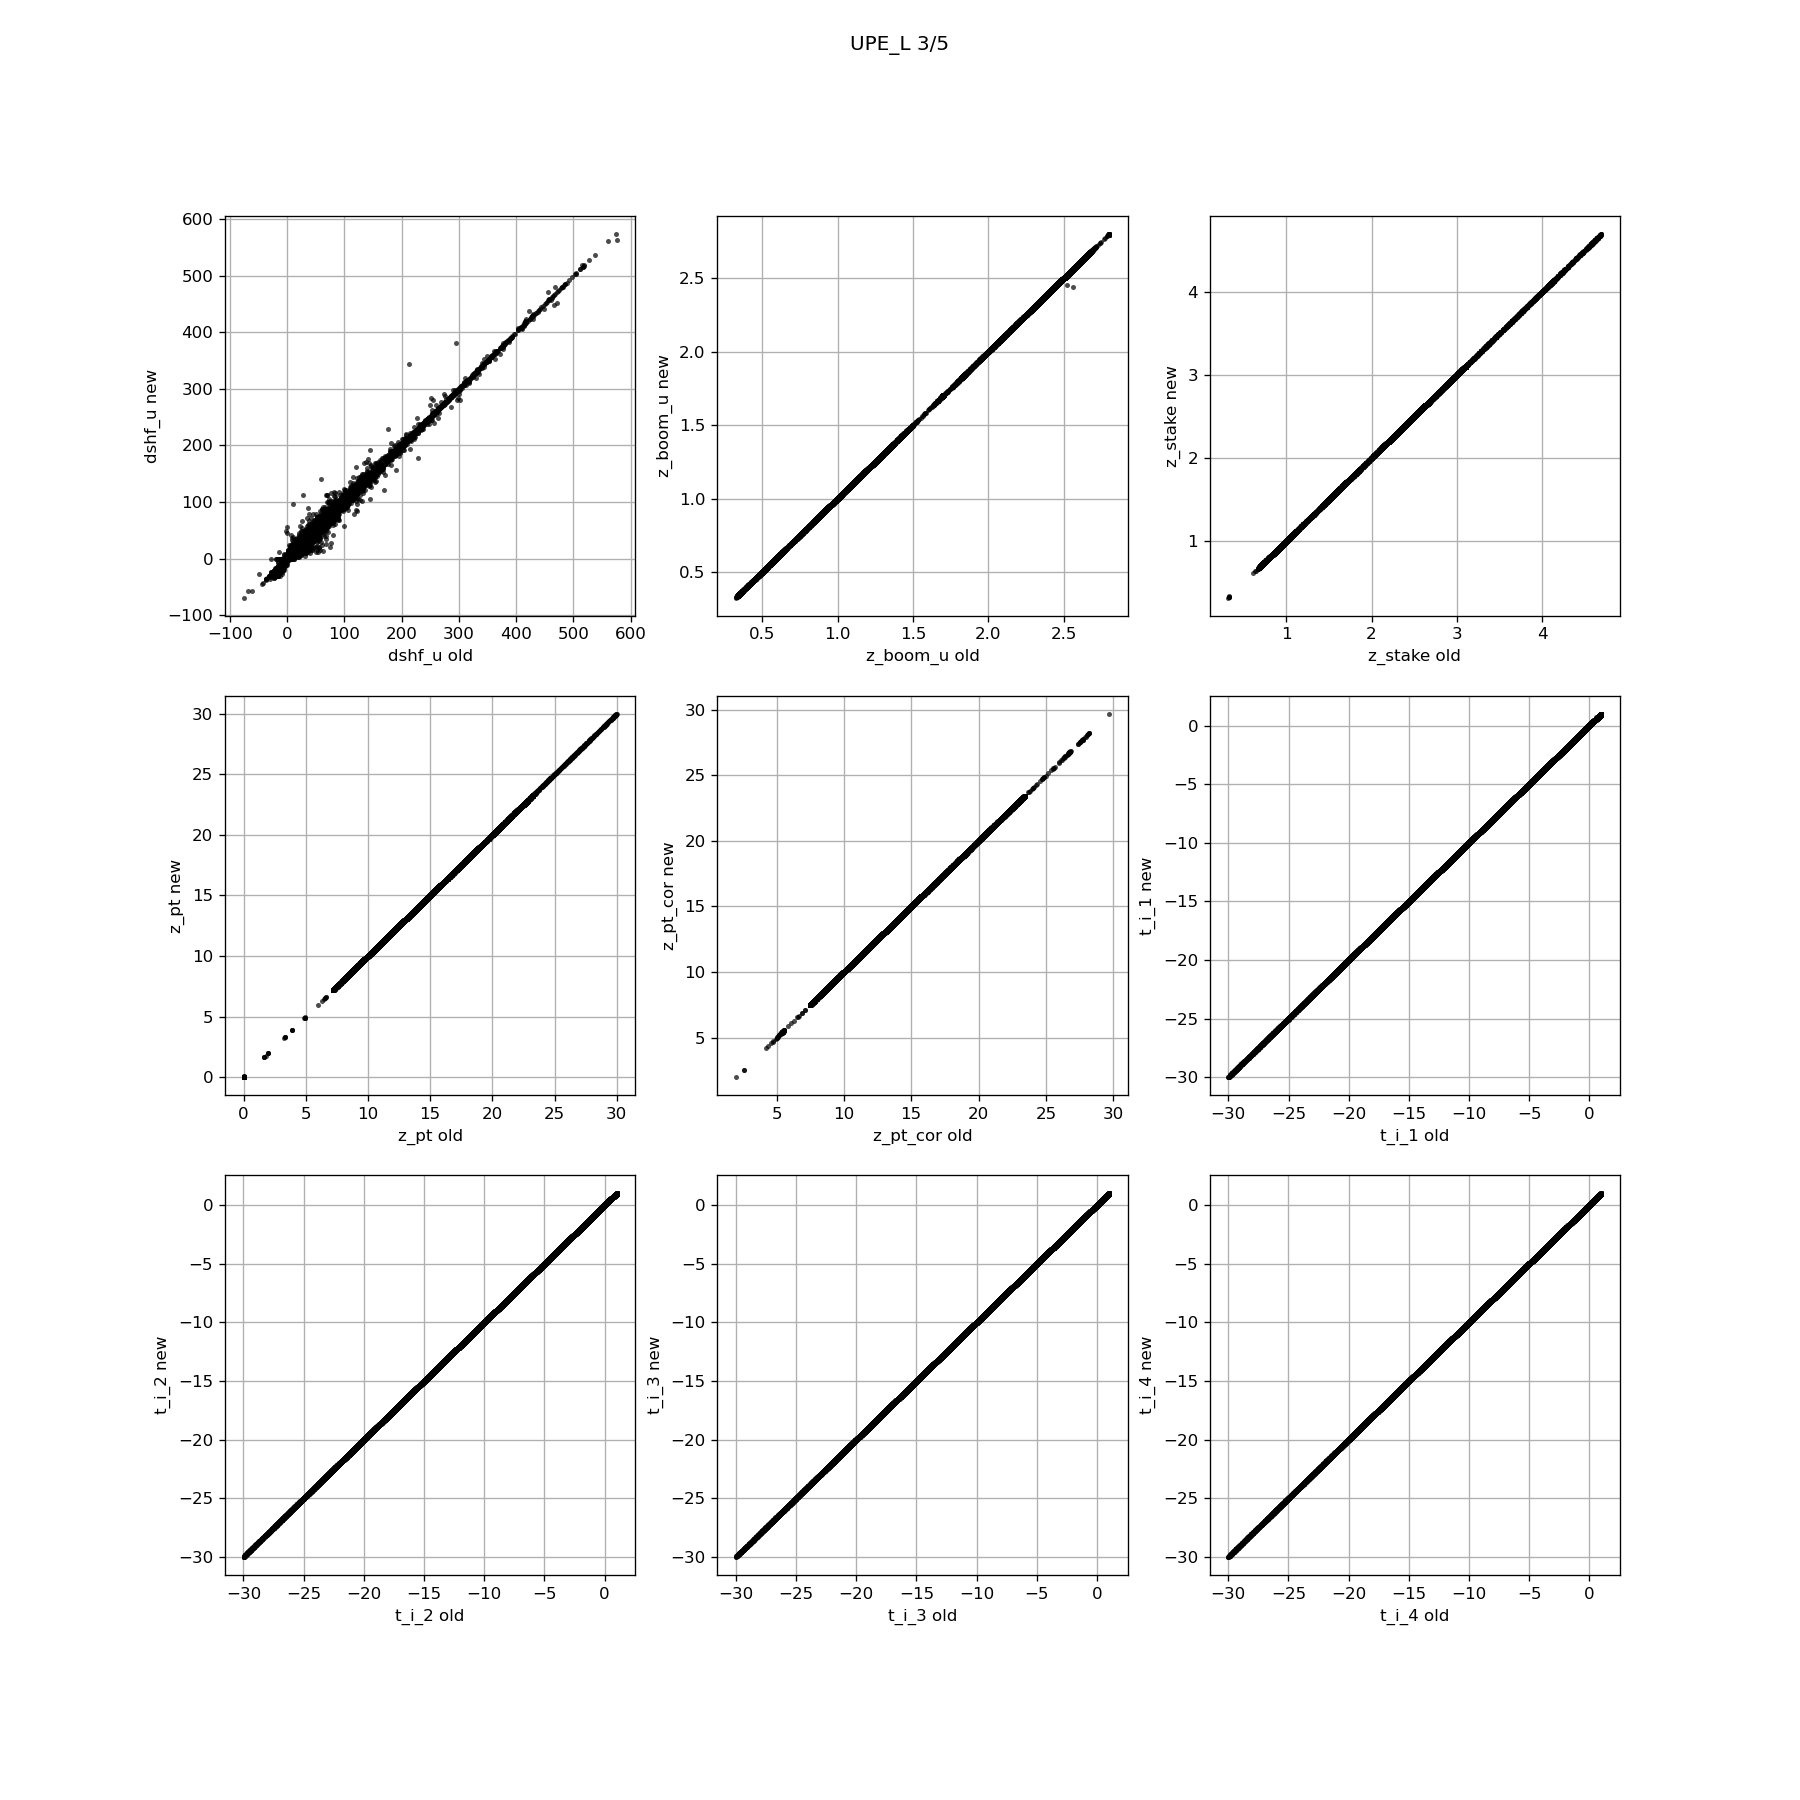 UPE_L 3/5
600
500
400
300
200
100
0
−100
dshf_u new
−100 0 100 200 300 400 500 600
dshf_u old
2.5
2.0
1.5
1.0
0.5
z_boom_u new
0.5 1.0 1.5 2.0 2.5
z_boom_u old
4
3
2
1
z_stake new
1 2 3 4
z_stake old
30
25
20
15
10
5
0
z_pt new
0 5 10 15 20 25 30
z_pt old
30
25
20
15
10
5
z_pt_cor new
5 10 15 20 25 30
z_pt_cor old
0
−5
−10
−15
−20
−25
−30
t_i_1 new
−30 −25 −20 −15 −10 −5 0
t_i_1 old
0
−5
−10
−15
−20
−25
−30
t_i_2 new
−30 −25 −20 −15 −10 −5 0
t_i_2 old
0
−5
−10
−15
−20
−25
−30
t_i_3 new
−30 −25 −20 −15 −10 −5 0
t_i_3 old
0
−5
−10
−15
−20
−25
−30
t_i_4 new
−30 −25 −20 −15 −10 −5 0
t_i_4 old